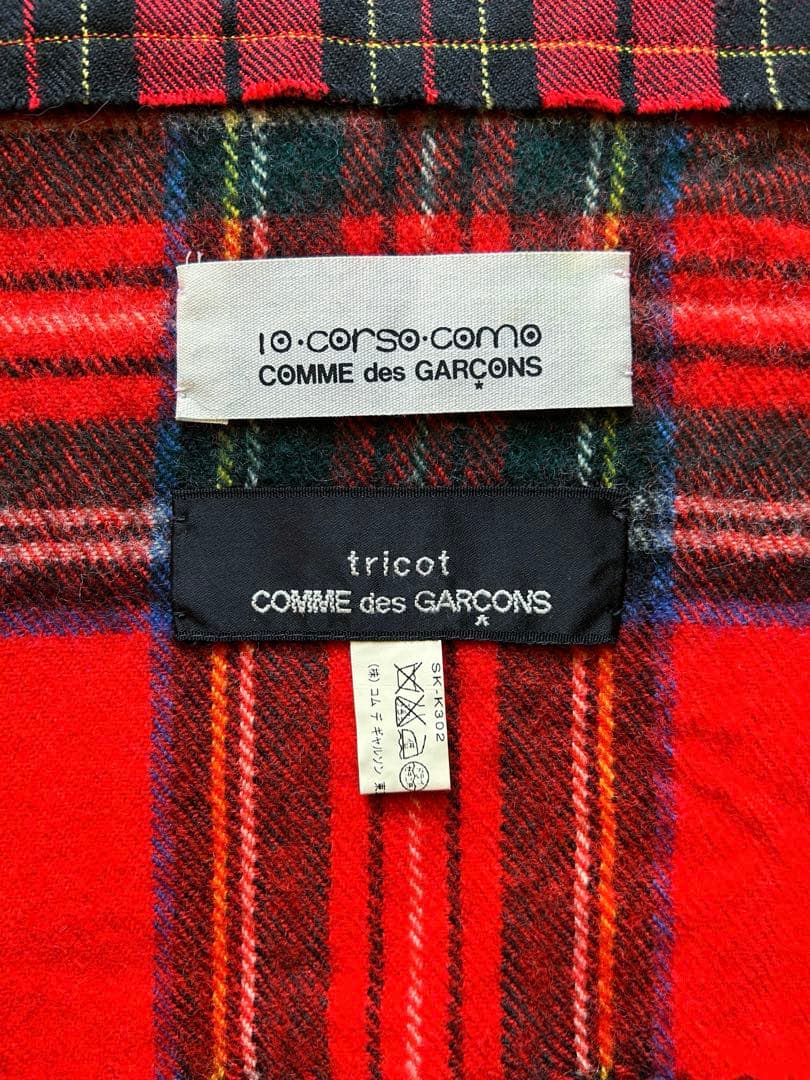 10·corso·como
COMME des GARÇONS
tricot
COMME des GARÇONS
SK-K302
(株) コム デ ギャルソン 東